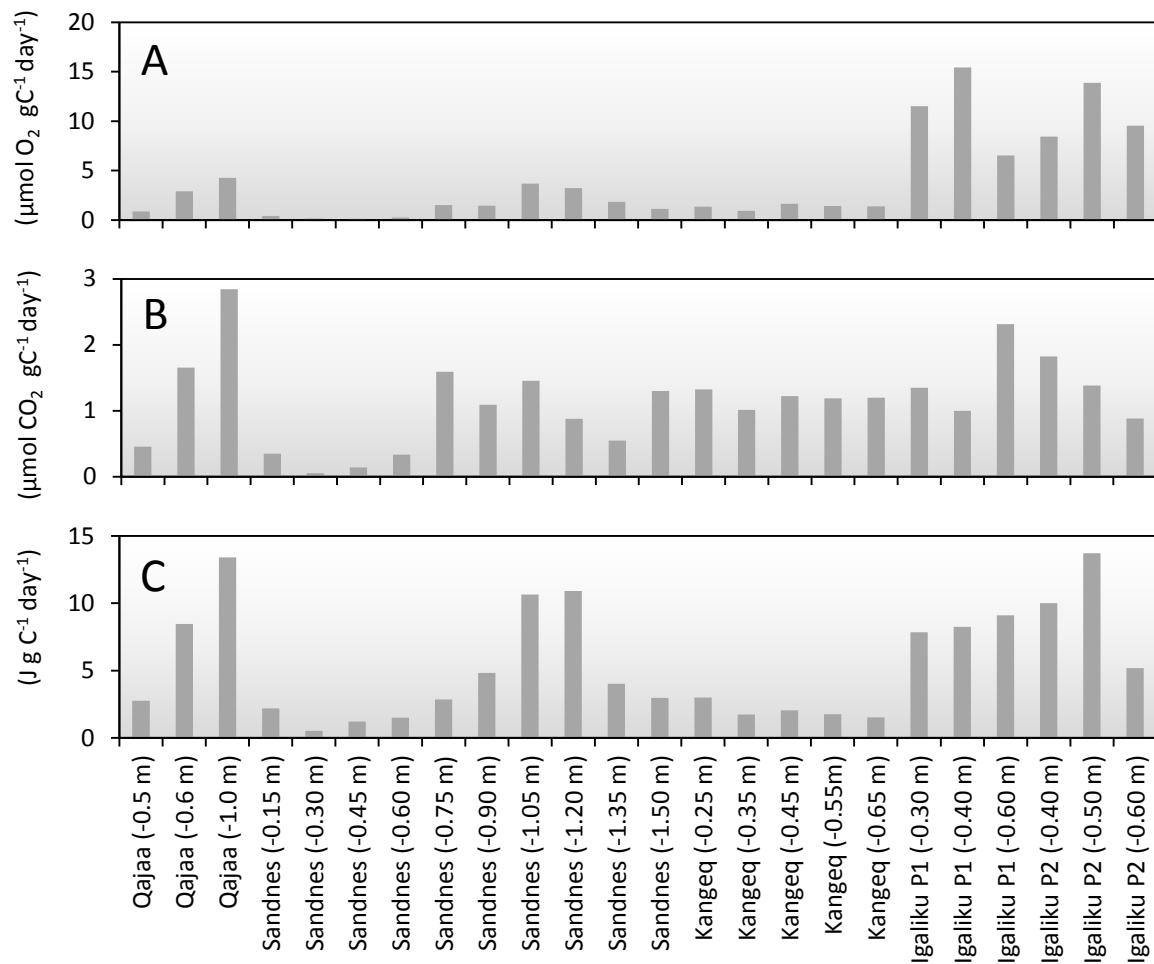 A
(µmol O₂ gC⁻¹ day⁻¹)
20
15
10
5
0
B
(µmol CO₂ gC⁻¹ day⁻¹)
3
2
1
0
C
(J g C⁻¹ day⁻¹)
15
10
5
0
Qajaa (-0.5 m)
Qajaa (-0.6 m)
Qajaa (-1.0 m)
Sandnes (-0.15 m)
Sandnes (-0.30 m)
Sandnes (-0.45 m)
Sandnes (-0.60 m)
Sandnes (-0.75 m)
Sandnes (-0.90 m)
Sandnes (-1.05 m)
Sandnes (-1.20 m)
Sandnes (-1.35 m)
Sandnes (-1.50 m)
Kangeq (-0.25 m)
Kangeq (-0.35 m)
Kangeq (-0.45 m)
Kangeq (-0.55m)
Kangeq (-0.65 m)
Igaliku P1 (-0.30 m)
Igaliku P1 (-0.40 m)
Igaliku P1 (-0.60 m)
Igaliku P2 (-0.40 m)
Igaliku P2 (-0.50 m)
Igaliku P2 (-0.60 m)